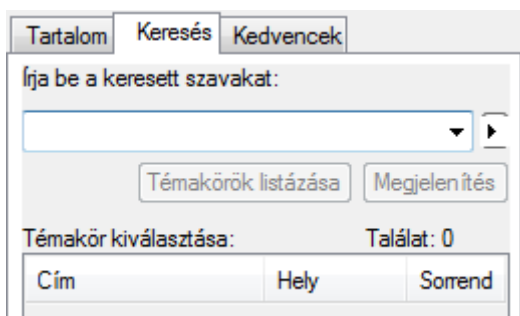 Tartalom Keresés Kedvencek
Írja be a keresett szavakat:
Témakörök listázása Megjelenítés
Témakör kiválasztása: Találat: 0
Cím Hely Sorrend